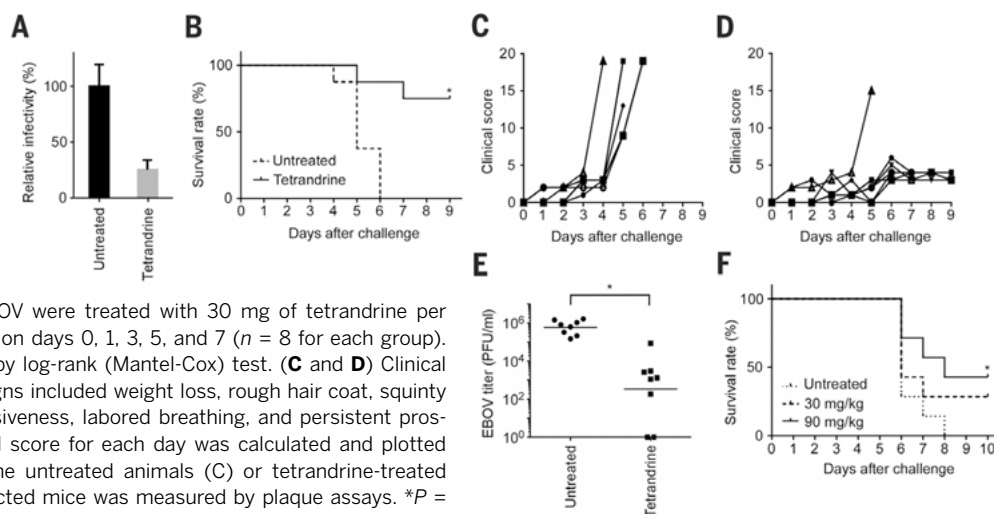 A
B
C
D
Relative infectivity (%)
100
50
0
Untreated
Tetrandrine
Survival rate (%)
100
50
0
Untreated
Tetrandrine
*
0 1 2 3 4 5 6 7 8 9
Days after challenge
Clinical score
20
15
10
5
0
0 1 2 3 4 5 6 7 8 9
Days after challenge
Clinical score
20
15
10
5
0
0 1 2 3 4 5 6 7 8 9
Days after challenge
BOV were treated with 30 mg of tetrandrine per
on days 0, 1, 3, 5, and 7 (n = 8 for each group).
by log-rank (Mantel-Cox) test. (C and D) Clinical
gns included weight loss, rough hair coat, squinty
siveness, labored breathing, and persistent pros-
d score for each day was calculated and plotted
he untreated animals (C) or tetrandrine-treated
cted mice was measured by plaque assays. *P =
E
EBOV titer (PFU/ml)
10⁶
10⁴
10²
10⁰
*
Untreated
Tetrandrine
F
Survival rate (%)
100
50
0
Untreated
30 mg/kg
90 mg/kg
*
0 1 2 3 4 5 6 7 8 9 10
Days after challenge